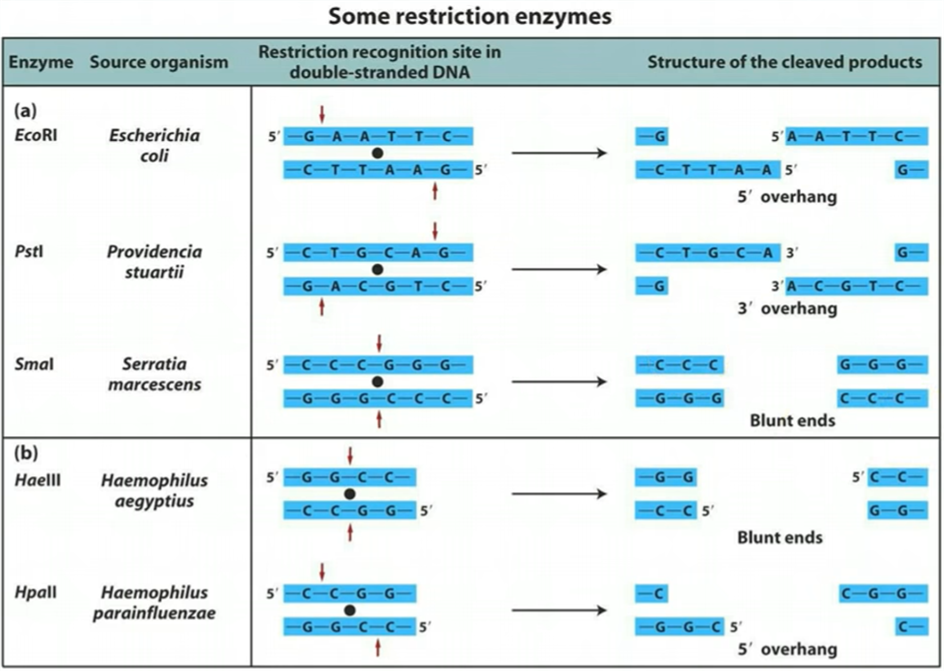 Some restriction enzymes
Enzyme Source organism Restriction recognition site in double-stranded DNA Structure of the cleaved products
(a)
EcoRI Escherichia coli
5′ —G—A—A—T—T—C— —G 5′ A—A—T—T—C—
—C—T—T—A—A—G— 5′ —C—T—T—A—A 5′ G—
5′ overhang
PstI Providencia stuartii
5′ —C—T—G—C—A—G— —C—T—G—C—A 3′ G—
—G—A—C—G—T—C— 5′ —G 3′ A—C—G—T—C—
3′ overhang
SmaI Serratia marcescens
5′ —C—C—C—G—G—G— —C—C—C G—G—G—
—G—G—G—C—C—C— 5′ —G—G—G C—C—C—
Blunt ends
(b)
HaeIII Haemophilus aegyptius
5′ —G—G—C—C— —G—G 5′ C—C—
—C—C—G—G— 5′ —C—C 5′ G—G—
Blunt ends
HpaII Haemophilus parainfluenzae
5′ —C—C—G—G— —C C—G—G—
—G—G—C—C— 5′ —G—G—C 5′ C—
5′ overhang